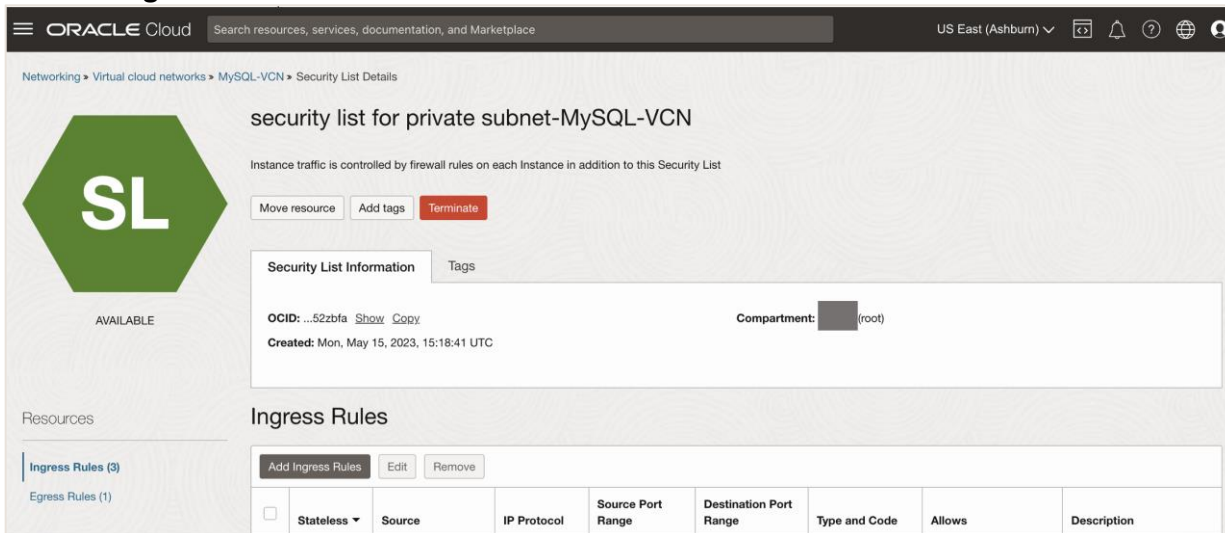 ORACLE Cloud
Search resources, services, documentation, and Marketplace
US East (Ashburn)
Networking » Virtual cloud networks » MySQL-VCN » Security List Details
SL
AVAILABLE
security list for private subnet-MySQL-VCN
Instance traffic is controlled by firewall rules on each Instance in addition to this Security List
Move resource Add tags Terminate
Security List Information Tags
OCID: ...52zbfa Show Copy
Compartment: (root)
Created: Mon, May 15, 2023, 15:18:41 UTC
Resources
Ingress Rules (3)
Egress Rules (1)
Ingress Rules
Add Ingress Rules Edit Remove
Stateless Source IP Protocol Source Port Range Destination Port Range Type and Code Allows Description